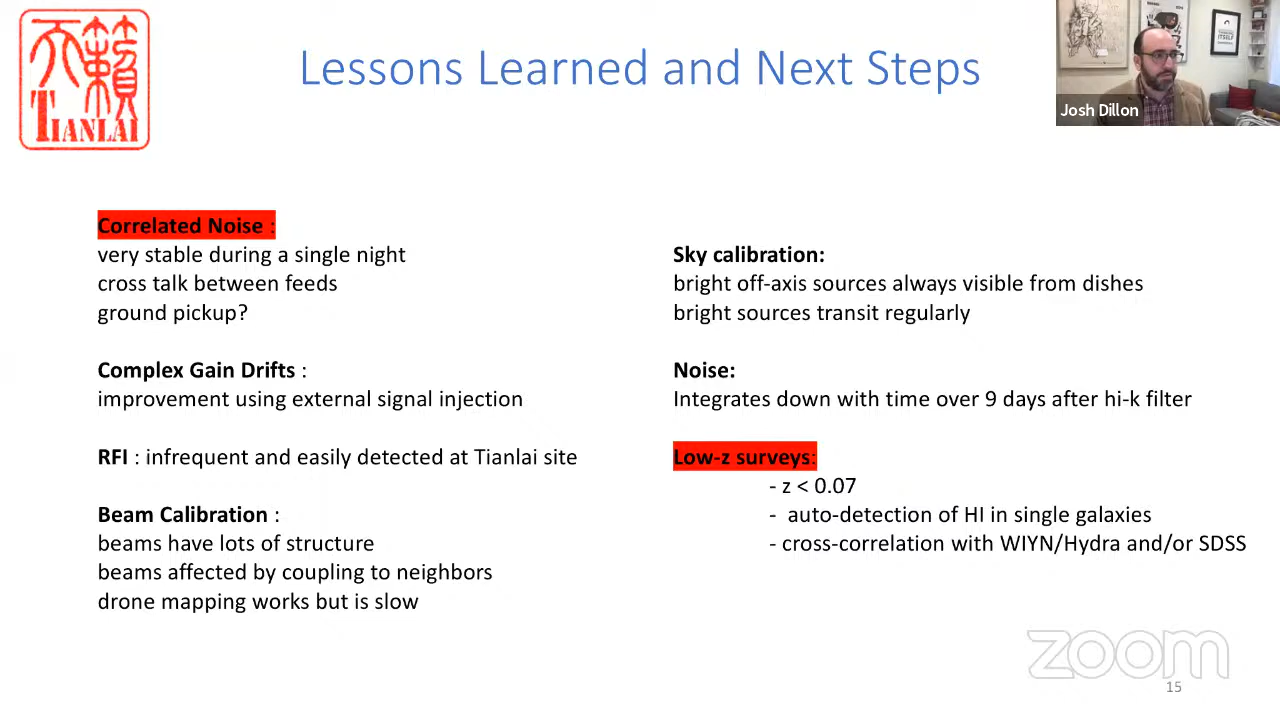 天籟
TIANLAI
Lessons Learned and Next Steps
Josh Dillon
Correlated Noise :
very stable during a single night
cross talk between feeds
ground pickup?
Complex Gain Drifts :
improvement using external signal injection
RFI : infrequent and easily detected at Tianlai site
Beam Calibration :
beams have lots of structure
beams affected by coupling to neighbors
drone mapping works but is slow
Sky calibration:
bright off-axis sources always visible from dishes
bright sources transit regularly
Noise:
Integrates down with time over 9 days after hi-k filter
Low-z surveys:
- z < 0.07
- auto-detection of HI in single galaxies
- cross-correlation with WIYN/Hydra and/or SDSS
zoom
15